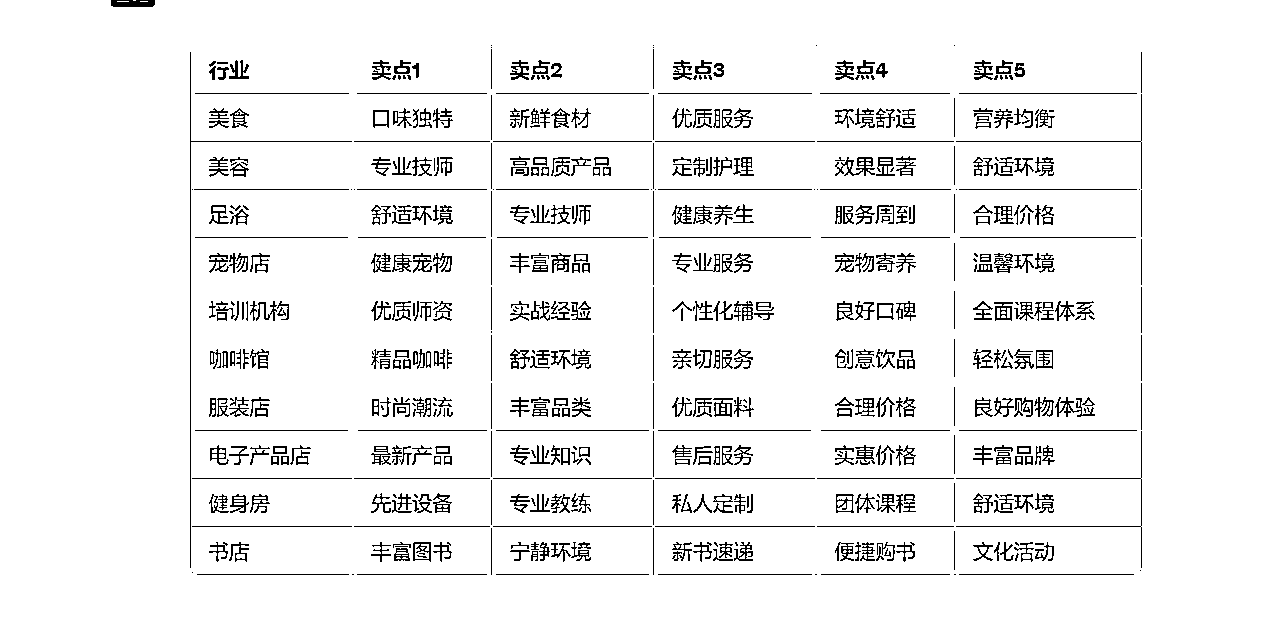 行业 卖点1 卖点2 卖点3 卖点4 卖点5
美食 口味独特 新鲜食材 优质服务 环境舒适 营养均衡
美容 专业技师 高品质产品 定制护理 效果显著 舒适环境
足浴 舒适环境 专业技师 健康养生 服务周到 合理价格
宠物店 健康宠物 丰富商品 专业服务 宠物寄养 温馨环境
培训机构 优质师资 实战经验 个性化辅导 良好口碑 全面课程体系
咖啡馆 精品咖啡 舒适环境 亲切服务 创意饮品 轻松氛围
服装店 时尚潮流 丰富品类 优质面料 合理价格 良好购物体验
电子产品店 最新产品 专业知识 售后服务 实惠价格 丰富品牌
健身房 先进设备 专业教练 私人定制 团体课程 舒适环境
书店 丰富图书 宁静环境 新书速递 便捷购书 文化活动